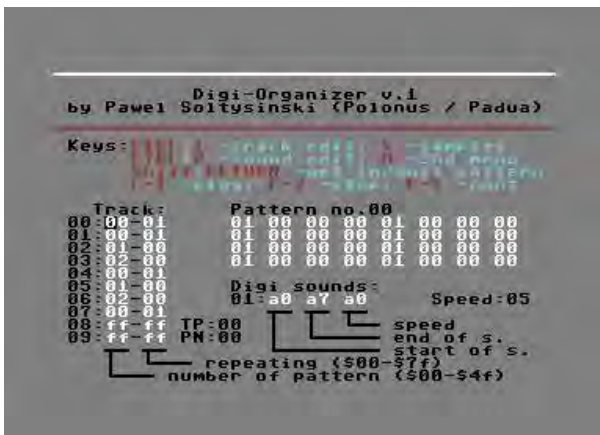 Digi-Organizer v.1
by Pawel Soltysinski (Polonus / Padua)
Keys:
-track edit
-sound edit
RETURN
Track: Pattern no.00
00:00-01 01 00 00 00 01 00 00 00
01:00-01 01 00 00 00 01 00 00 00
02:01-00 01 00 00 00 01 00 00 00
03:02-00 01 00 00 00 01 00 00 00
04:00-01
05:01-00 Digi sounds:
06:02-00 01:a0 a7 a0 Speed:05
07:00-01
08:ff-ff TP:00 speed
09:ff-ff PN:00 end of s.
start of s.
repeating ($00-$7f)
number of pattern ($00-$4f)